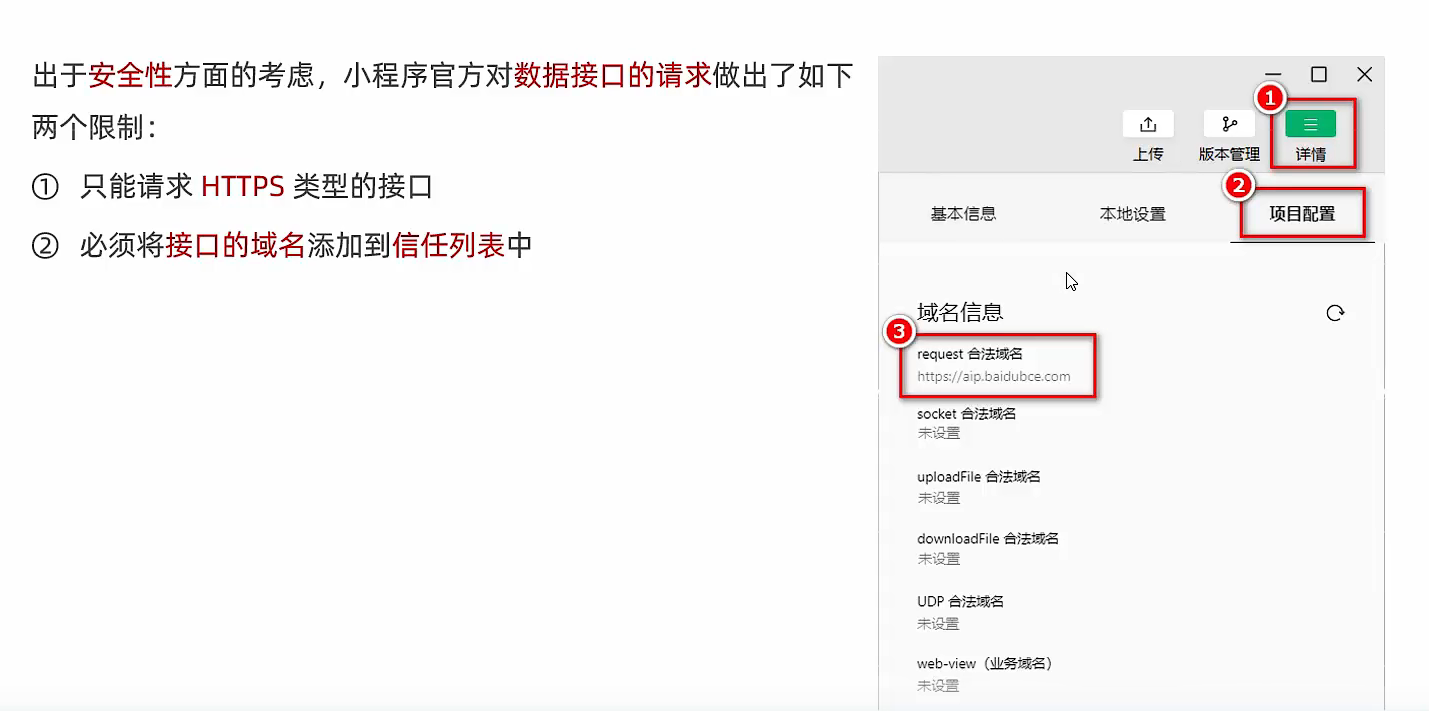 出于安全性方面的考虑，小程序官方对数据接口的请求做出了如下
两个限制：
① 只能请求 HTTPS 类型的接口
② 必须将接口的域名添加到信任列表中
1
上传
版本管理
详情
2
基本信息
本地设置
项目配置
域名信息
3
request 合法域名
https://aip.baidubce.com
socket 合法域名
未设置
uploadFile 合法域名
未设置
downloadFile 合法域名
未设置
UDP 合法域名
未设置
web-view（业务域名）
未设置